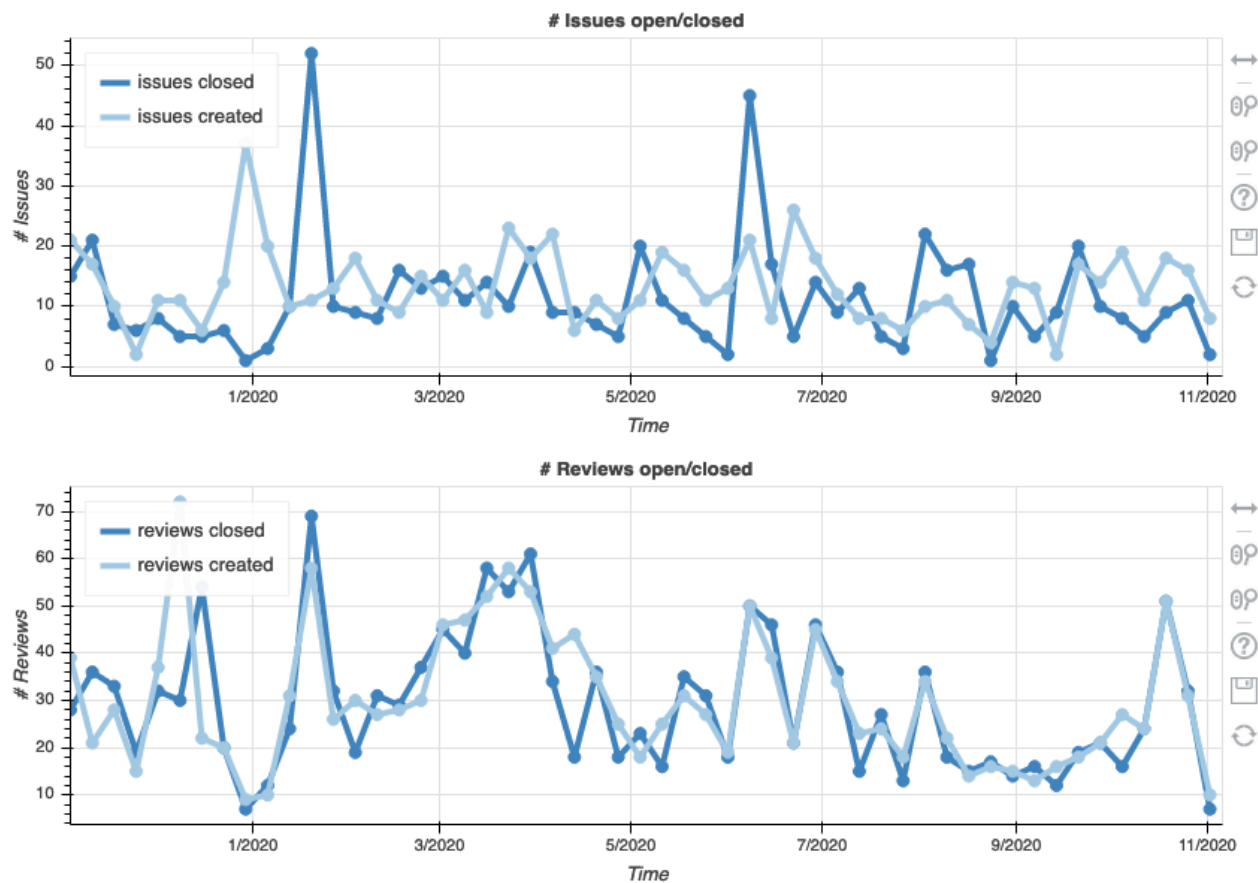 # Issues open/closed
issues closed
issues created
50
40
30
20
10
0
# Issues
1/2020
3/2020
5/2020
7/2020
9/2020
11/2020
Time
# Reviews open/closed
reviews closed
reviews created
70
60
50
40
30
20
10
# Reviews
1/2020
3/2020
5/2020
7/2020
9/2020
11/2020
Time